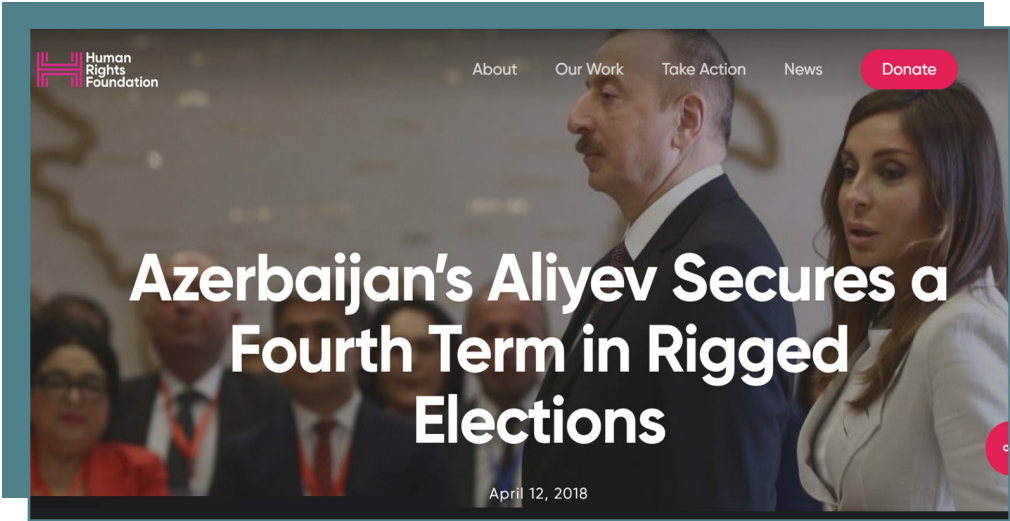 Human
Rights
Foundation
About Our Work Take Action News Donate
Azerbaijan’s Aliyev Secures a
Fourth Term in Rigged
Elections
April 12, 2018